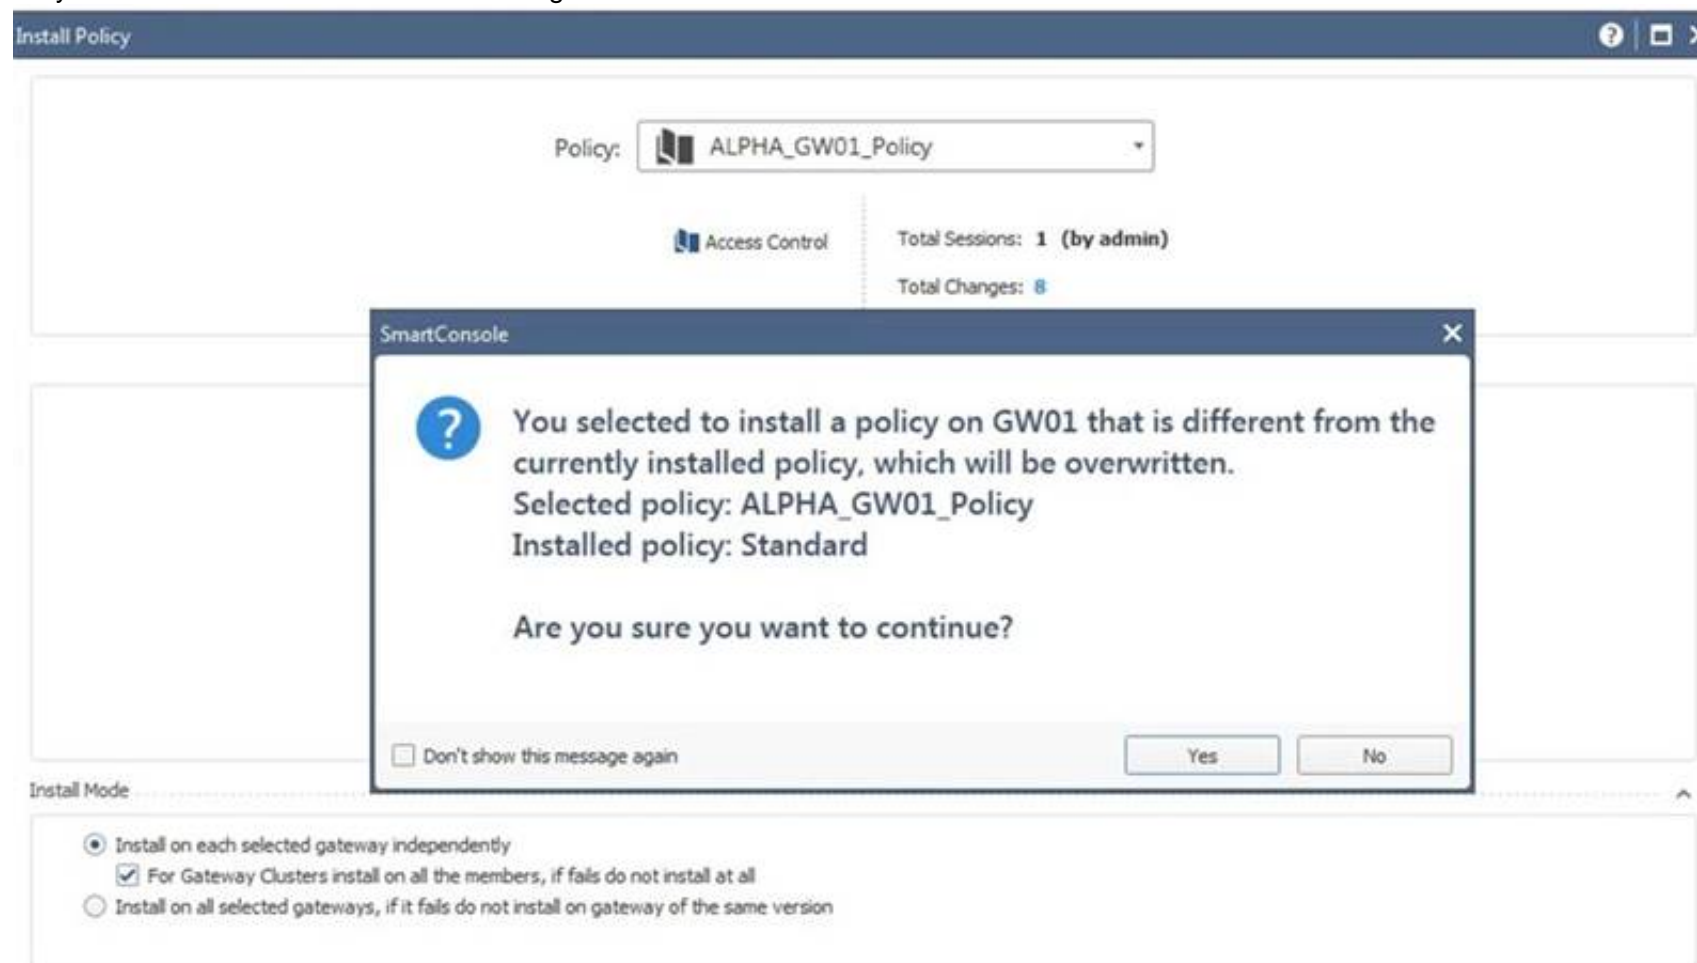 Install Policy
Policy: ALPHA_GW01_Policy
Access Control
Total Sessions: 1 (by admin)
Total Changes: 8
SmartConsole
You selected to install a policy on GW01 that is different from the
currently installed policy, which will be overwritten.
Selected policy: ALPHA_GW01_Policy
Installed policy: Standard
Are you sure you want to continue?
Don't show this message again
Yes
No
Install Mode
Install on each selected gateway independently
For Gateway Clusters install on all the members, if fails do not install at all
Install on all selected gateways, if it fails do not install on gateway of the same version